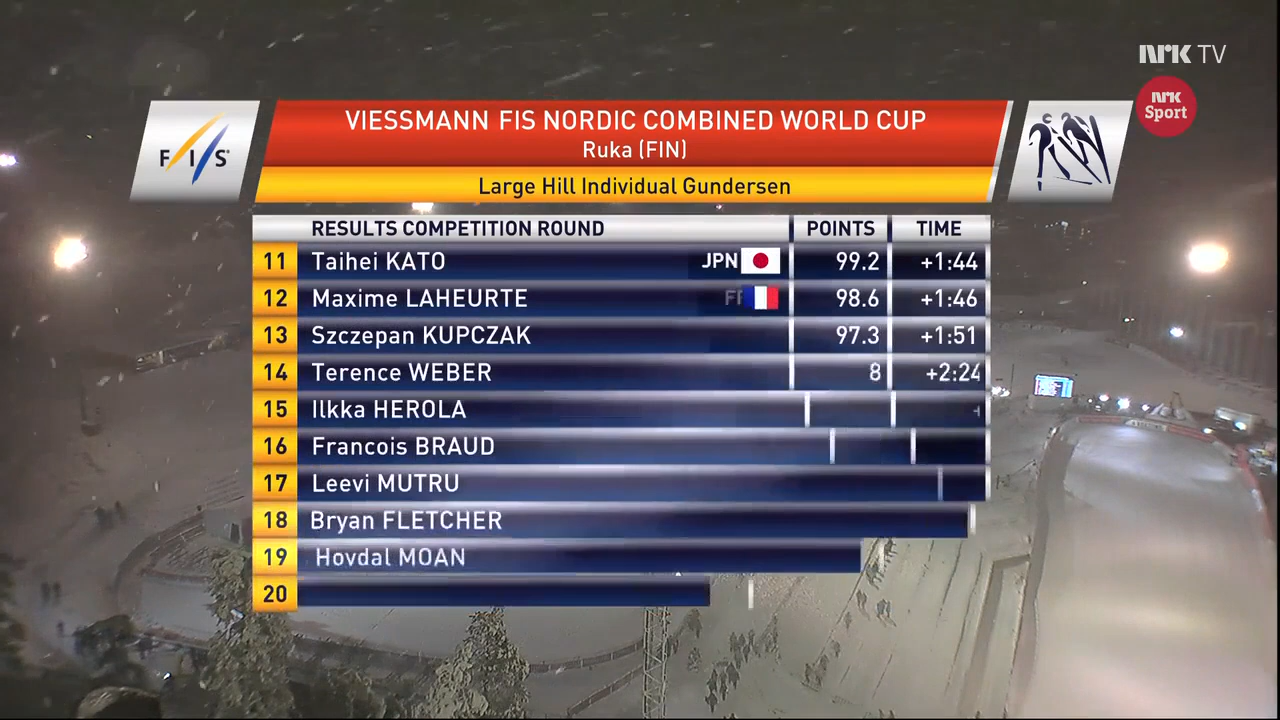 nrk TV
nrk Sport
FIS
VIESSMANN FIS NORDIC COMBINED WORLD CUP
Ruka (FIN)
Large Hill Individual Gundersen
RESULTS COMPETITION ROUND POINTS TIME
11 Taihei KATO JPN 99.2 +1:44
12 Maxime LAHEURTE 98.6 +1:46
13 Szczepan KUPCZAK 97.3 +1:51
14 Terence WEBER 8 +2:24
15 Ilkka HEROLA
16 Francois BRAUD
17 Leevi MUTRU
18 Bryan FLETCHER
19 Hovdal MOAN
20